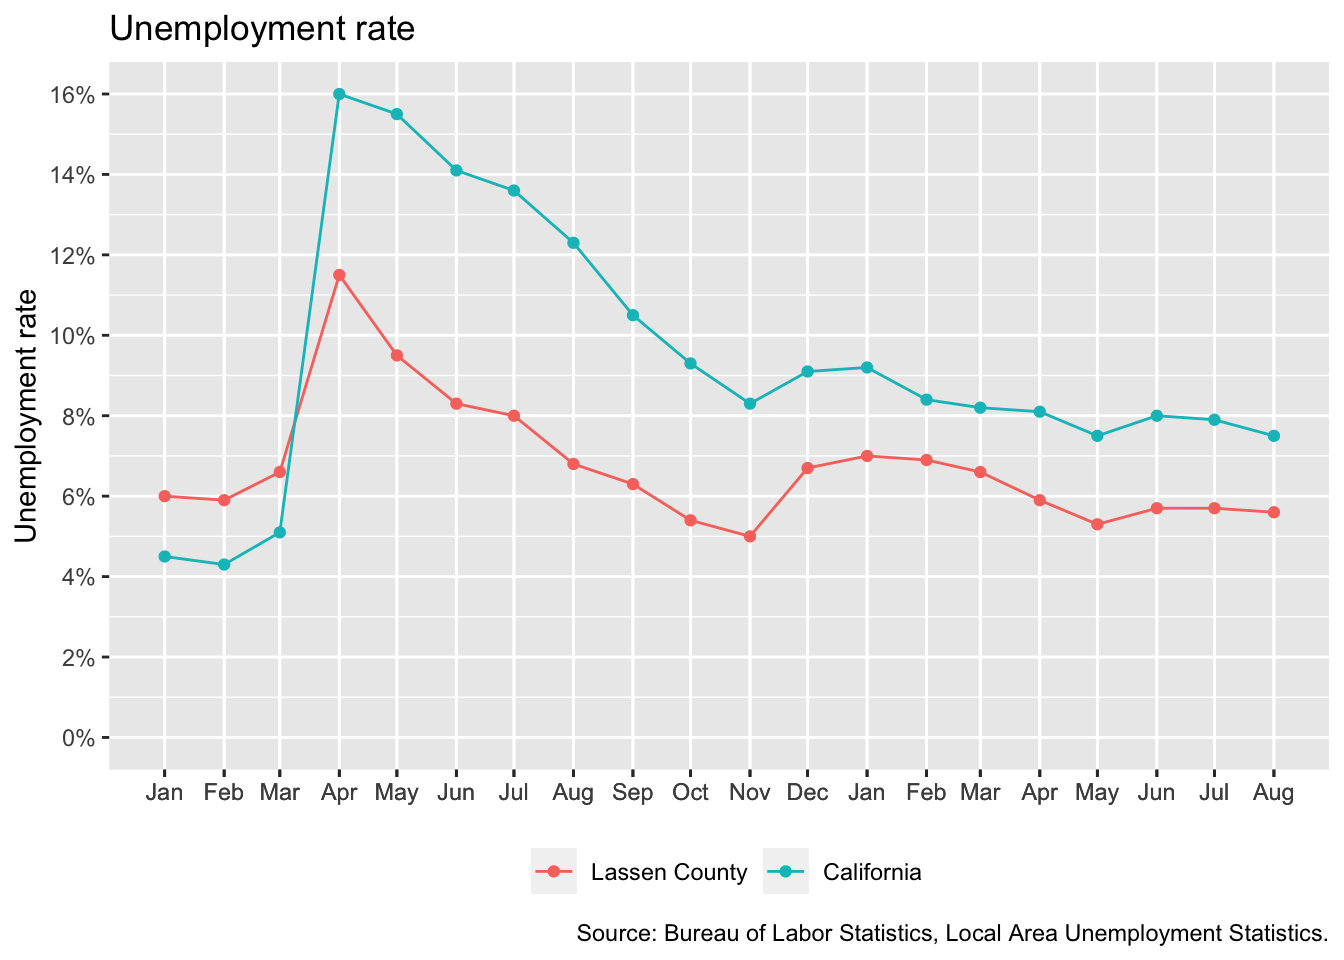 Unemployment rate
Unemployment rate
16%
14%
12%
10%
8%
6%
4%
2%
0%
Jan Feb Mar Apr May Jun Jul Aug Sep Oct Nov Dec Jan Feb Mar Apr May Jun Jul Aug
Lassen County California
Source: Bureau of Labor Statistics, Local Area Unemployment Statistics.